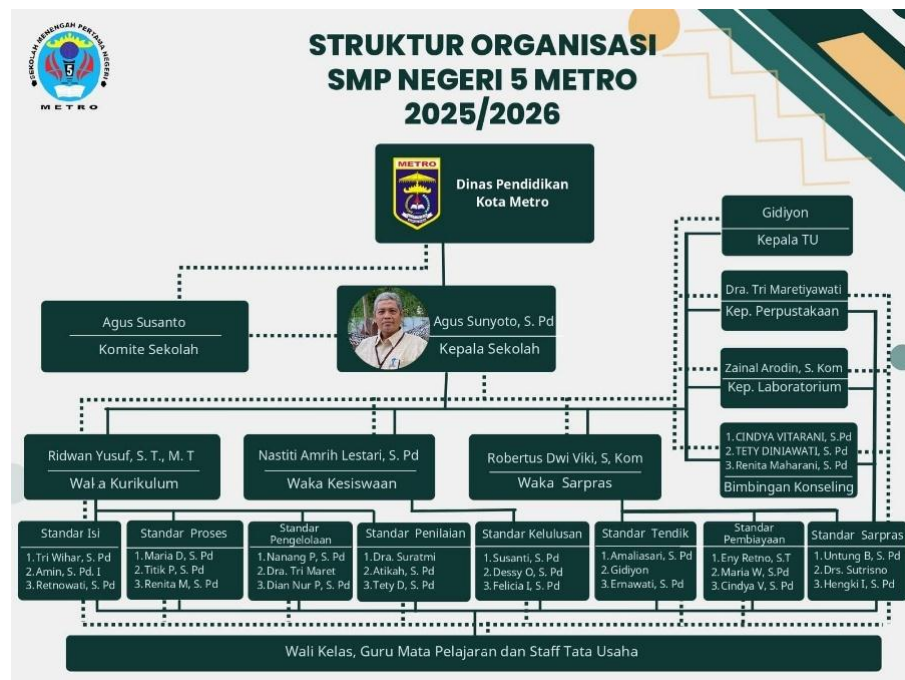 SEKOLAH MENENGAH PERTAMA NEGERI
5
METRO
STRUKTUR ORGANISASI
SMP NEGERI 5 METRO
2025/2026
METRO
Dinas Pendidikan
Kota Metro
Gidiyon
Kepala TU
Dra. Tri Maretiyawati
Kep. Perpustakaan
Agus Susanto
Komite Sekolah
Agus Sunyoto, S. Pd
Kepala Sekolah
Zainal Arodin, S. Kom
Kep. Laboratorium
1.CINDYA VITARANI, S.Pd
2.TETY DINIAWATI, S. Pd
3.Renita Maharani, S. Pd
Bimbingan Konseling
Ridwan Yusuf, S. T., M. T
Waka Kurikulum
Nastiti Amrih Lestari, S. Pd
Waka Kesiswaan
Robertus Dwi Viki, S, Kom
Waka Sarpras
Standar Isi
1.Tri Wihar, S. Pd
2.Amin, S. Pd. I
3.Retnowati, S. Pd
Standar Proses
1.Maria D, S. Pd
2.Titik P, S. Pd
3.Renita M, S. Pd
Standar
Pengelolaan
1.Nanang P, S. Pd
2.Dra. Tri Maret
3.Dian Nur P, S. Pd
Standar Penilaian
1.Dra. Suratmi
2.Atikah, S. Pd
3.Tety D, S. Pd
Standar Kelulusan
1.Susanti, S. Pd
2.Dessy O, S. Pd
3.Felicia I, S. Pd
Standar Tendik
1.Amaliasari, S. Pd
2.Gidiyon
3.Ernawati, S. Pd
Standar
Pembiayaan
1.Eny Retno, S.T
2.Maria W, S.Pd
3.Cindya V, S. Pd
Standar Sarpras
1.Untung B, S. Pd
2.Drs. Sutrisno
3.Hengki I, S. Pd
Wali Kelas, Guru Mata Pelajaran dan Staff Tata Usaha